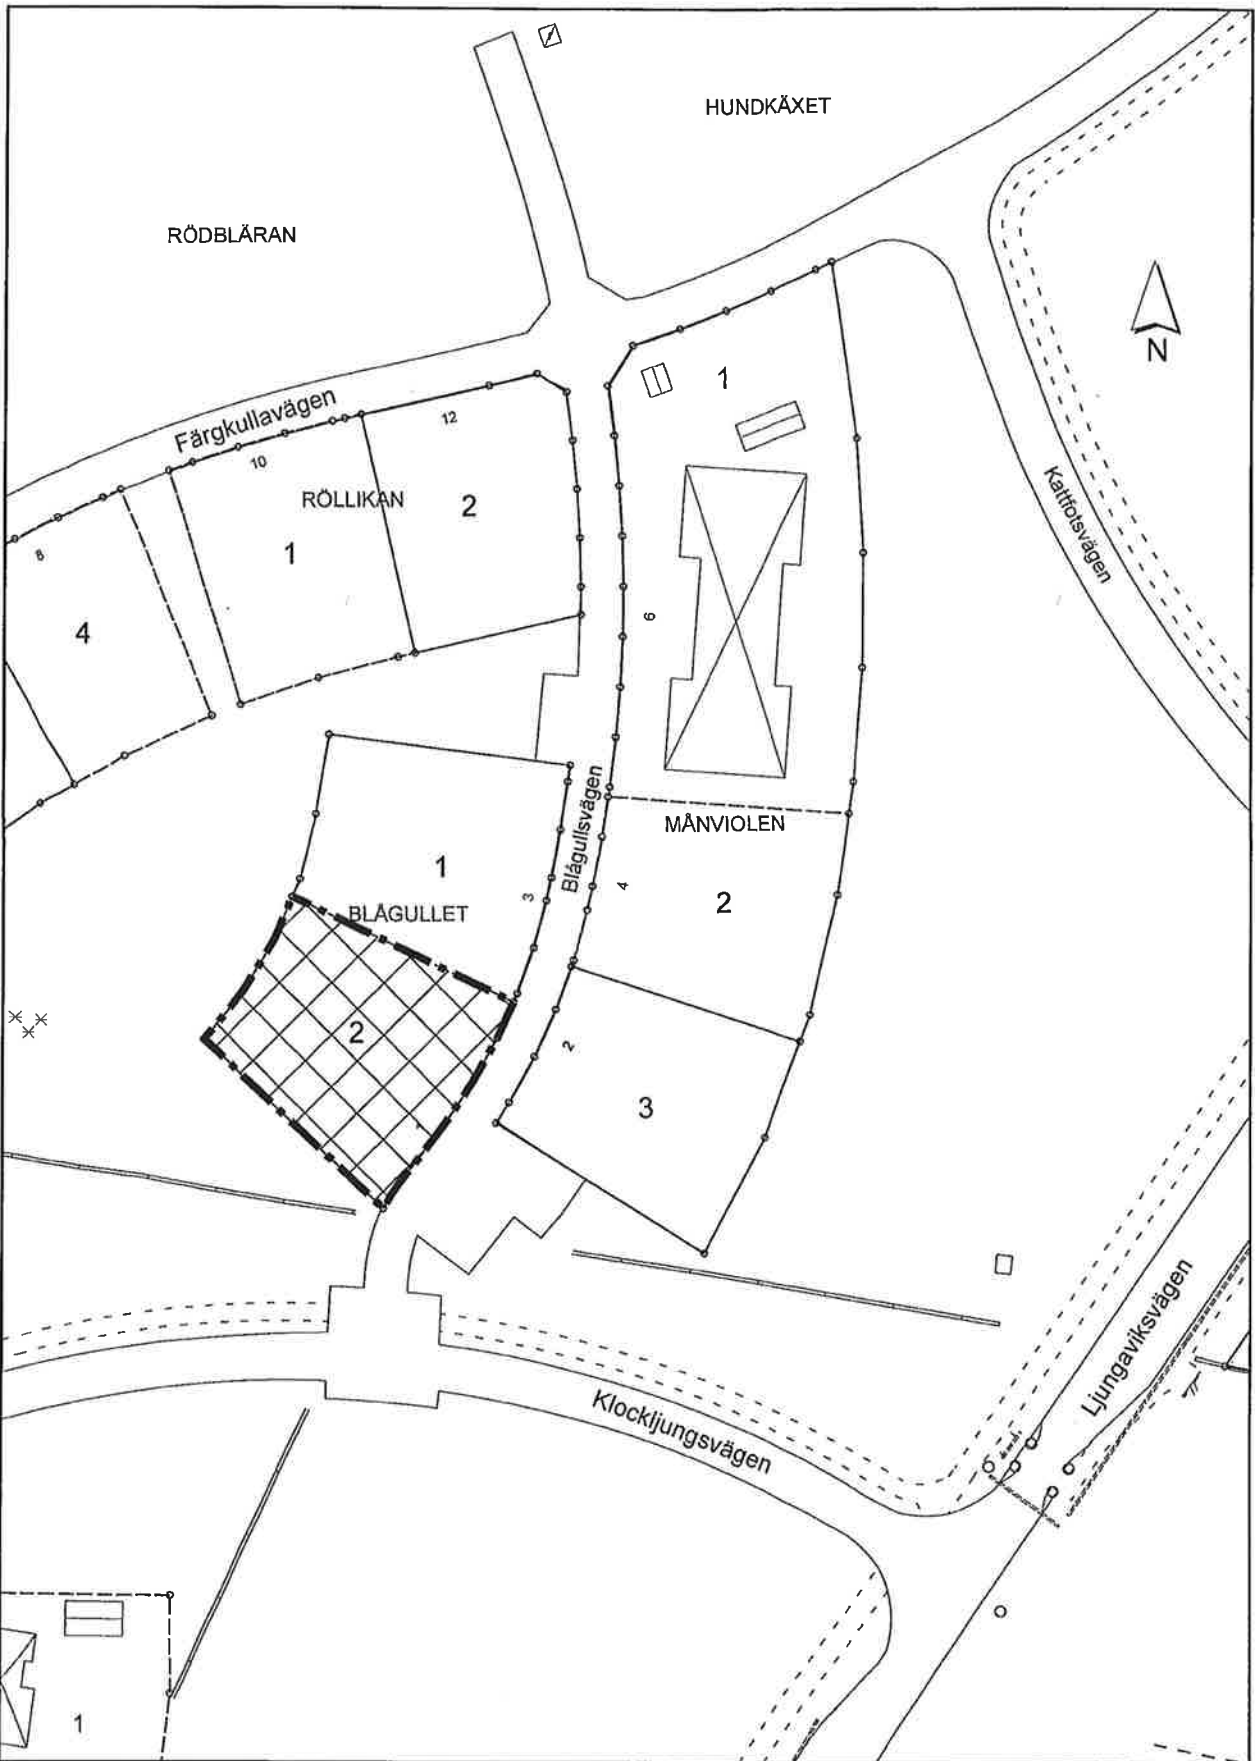 HUNDKÄXET
RÖDBLÄRAN
N
1
Färgkullavägen
12
10
RÖLLIKAN
2
1
8
4
6
Kattfotsvägen
MÅNVIOLEN
Blågullsvägen
1
3
BLÅGULLET
4
2
2
2
3
Ljungaviksvägen
Klockljungsvägen
1